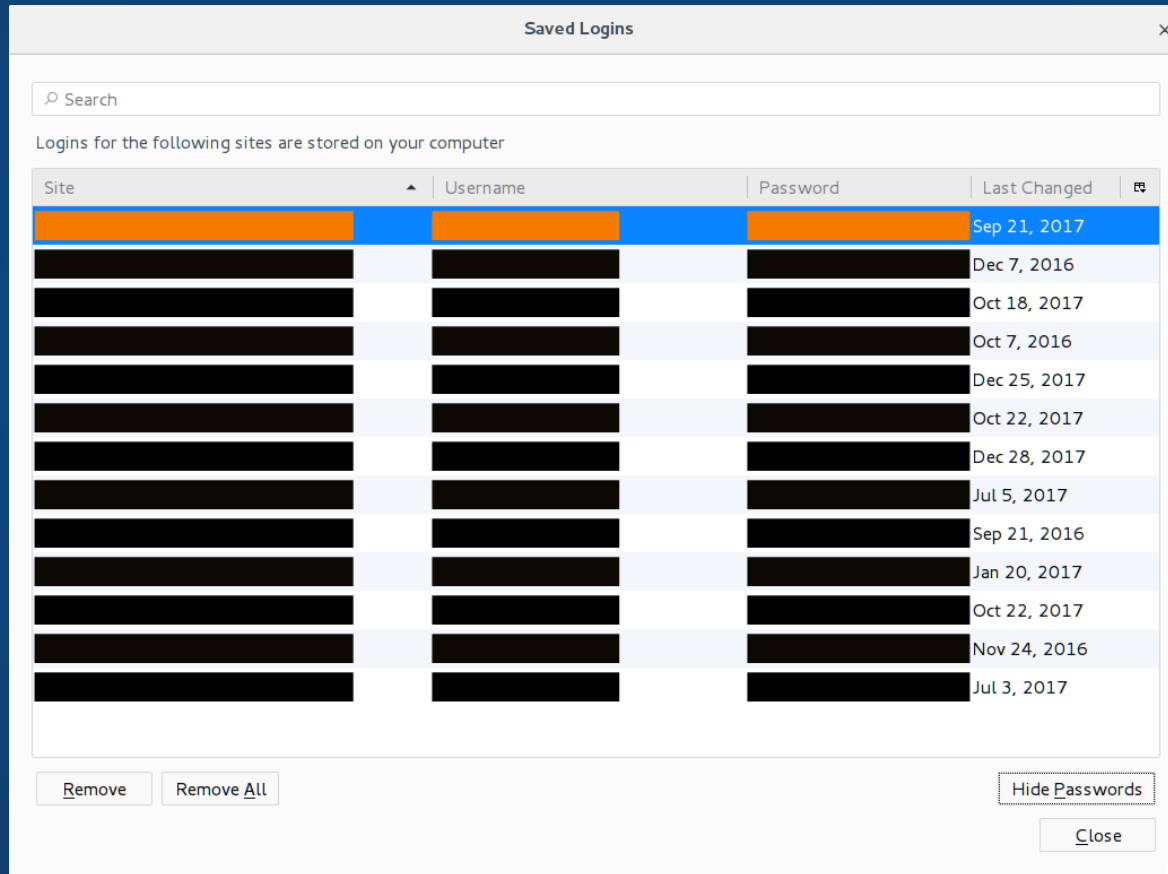 Saved Logins
Search
Logins for the following sites are stored on your computer
Site Username Password Last Changed
Sep 21, 2017
Dec 7, 2016
Oct 18, 2017
Oct 7, 2016
Dec 25, 2017
Oct 22, 2017
Dec 28, 2017
Jul 5, 2017
Sep 21, 2016
Jan 20, 2017
Oct 22, 2017
Nov 24, 2016
Jul 3, 2017
Remove Remove All Hide Passwords
Close